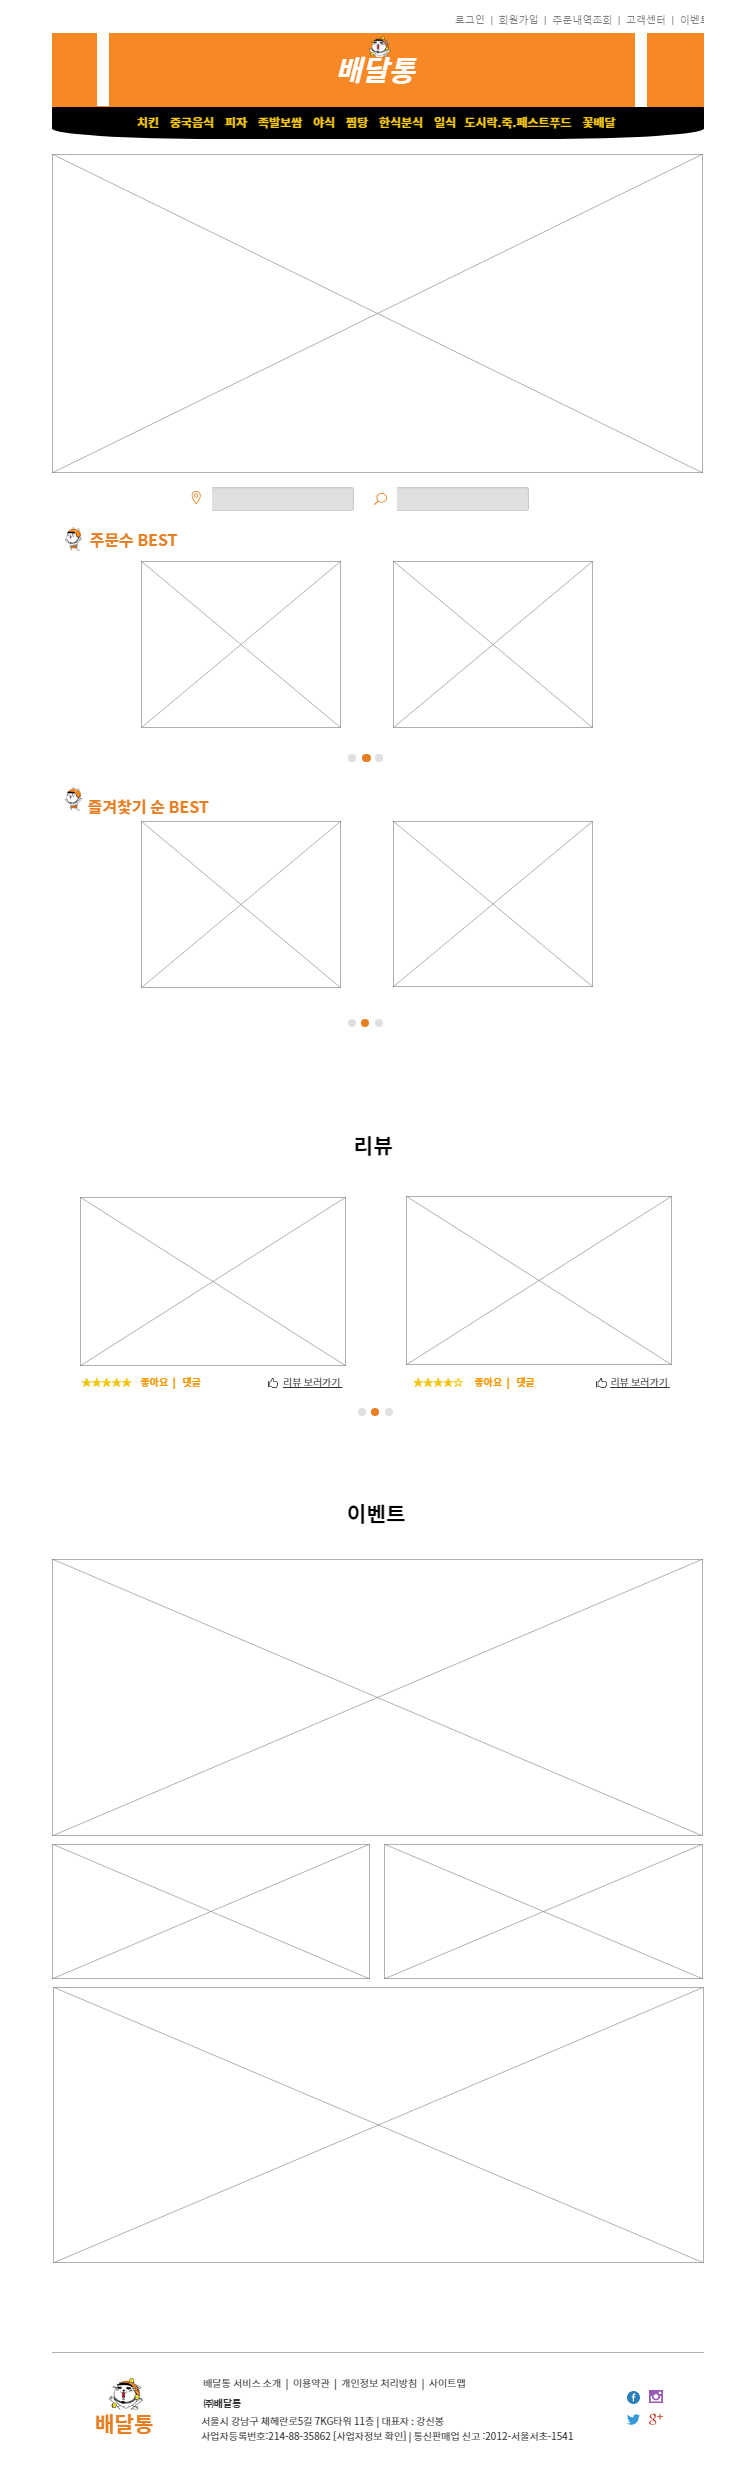 로그인 | 회원가입 | 주문내역조회 | 고객센터 | 이벤트
배달통
치킨 중국음식 피자 족발보쌈 야식 찜탕 한식분식 일식 도시락.죽.페스트푸드 꽃배달
주문수 BEST
즐겨찾기 순 BEST
리뷰
★★★★★ 좋아요 | 댓글 리뷰 보러가기 ★★★★☆ 좋아요 | 댓글 리뷰 보러가기
이벤트
배달통 서비스 소개 | 이용약관 | 개인정보 처리방침 | 사이트맵
㈜배달통
서울시 강남구 체헤란로5길 7KG타워 11층 | 대표자 : 강신봉
사업자등록번호:214-88-35862 [사업자정보 확인] | 통신판매업 신고 :2012-서울서초-1541
배달통